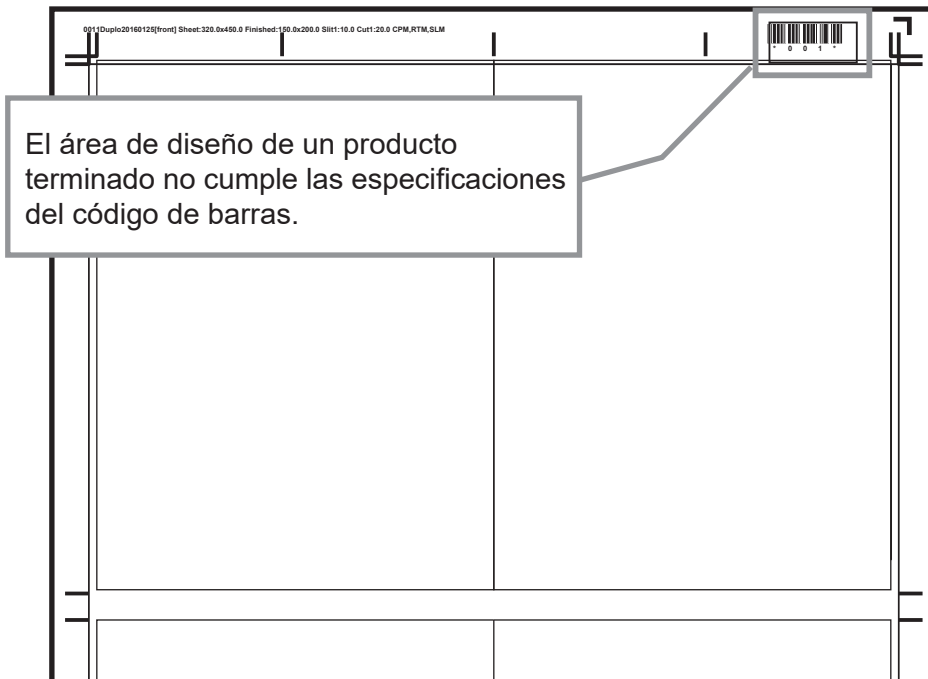 0011Duplo20160125[front] Sheet:320.0x450.0 Finished:150.0x200.0 Slit1:10.0 Cut1:20.0 CPM,RTM,SLM
* 0 0 1 *
El área de diseño de un producto
terminado no cumple las especificaciones
del código de barras.